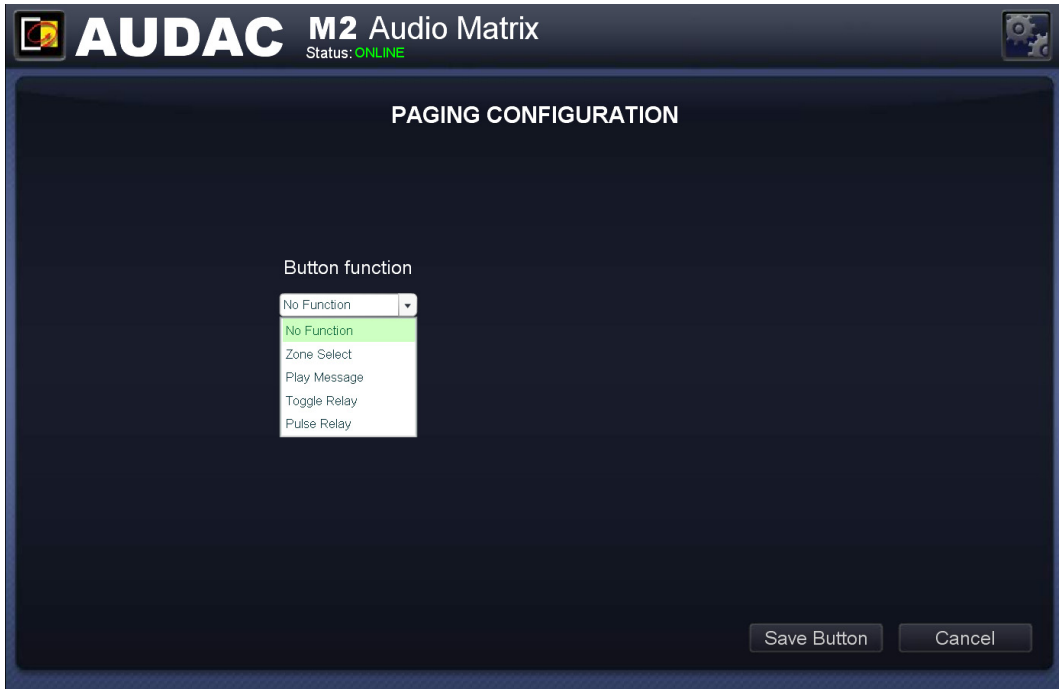 AUDAC M2 Audio Matrix
Status: ONLINE
PAGING CONFIGURATION
Button function
No Function
No Function
Zone Select
Play Message
Toggle Relay
Pulse Relay
Save Button Cancel